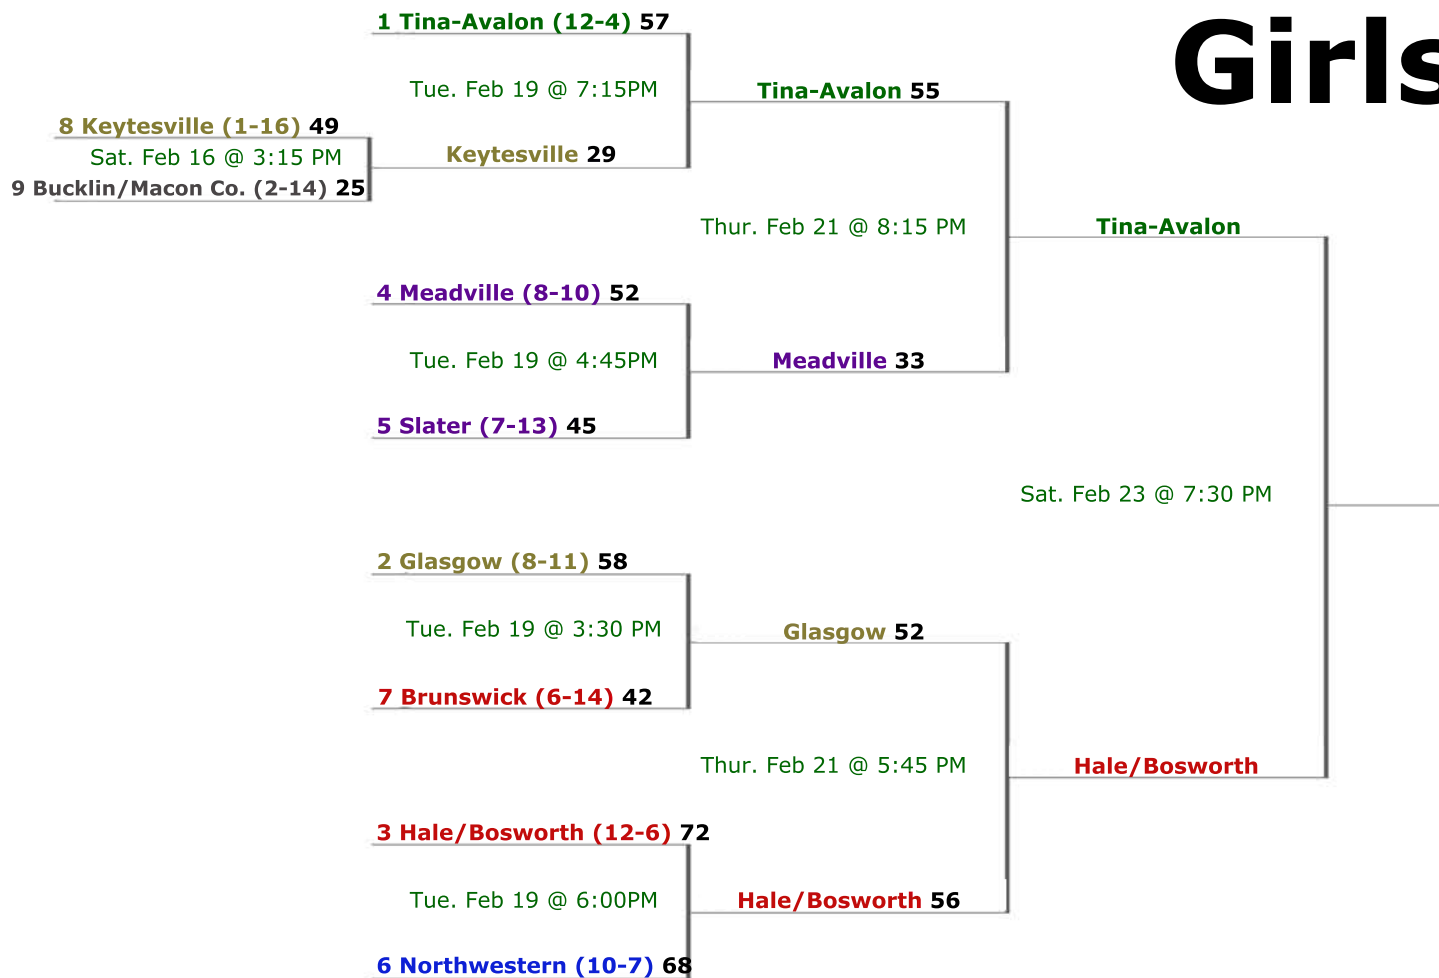 1 Tina-Avalon (12-4) 57
Girls
Tue. Feb 19 @ 7:15PM
Tina-Avalon 55
8 Keytesville (1-16) 49
Sat. Feb 16 @ 3:15 PM
Keytesville 29
9 Bucklin/Macon Co. (2-14) 25
Thur. Feb 21 @ 8:15 PM
Tina-Avalon
4 Meadville (8-10) 52
Tue. Feb 19 @ 4:45PM
Meadville 33
5 Slater (7-13) 45
Sat. Feb 23 @ 7:30 PM
2 Glasgow (8-11) 58
Tue. Feb 19 @ 3:30 PM
Glasgow 52
7 Brunswick (6-14) 42
Thur. Feb 21 @ 5:45 PM
Hale/Bosworth
3 Hale/Bosworth (12-6) 72
Tue. Feb 19 @ 6:00PM
Hale/Bosworth 56
6 Northwestern (10-7) 68